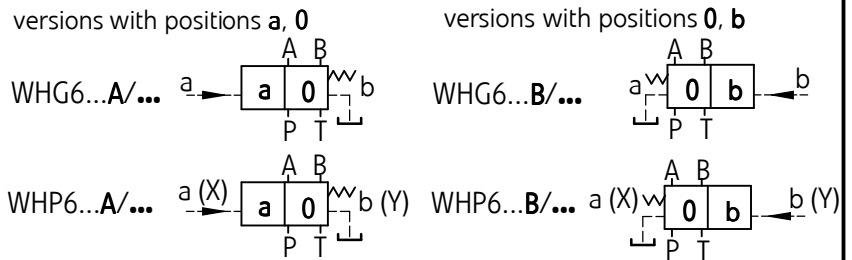 versions with positions a, 0
versions with positions 0, b
A B
WHG6...A/... a a 0 b
P T
A B
WHG6...B/... a 0 b b
P T
A B
WHP6...A/... a (X) a 0 b (Y)
P T
A B
WHP6...B/... a (X) 0 b b (Y)
P T